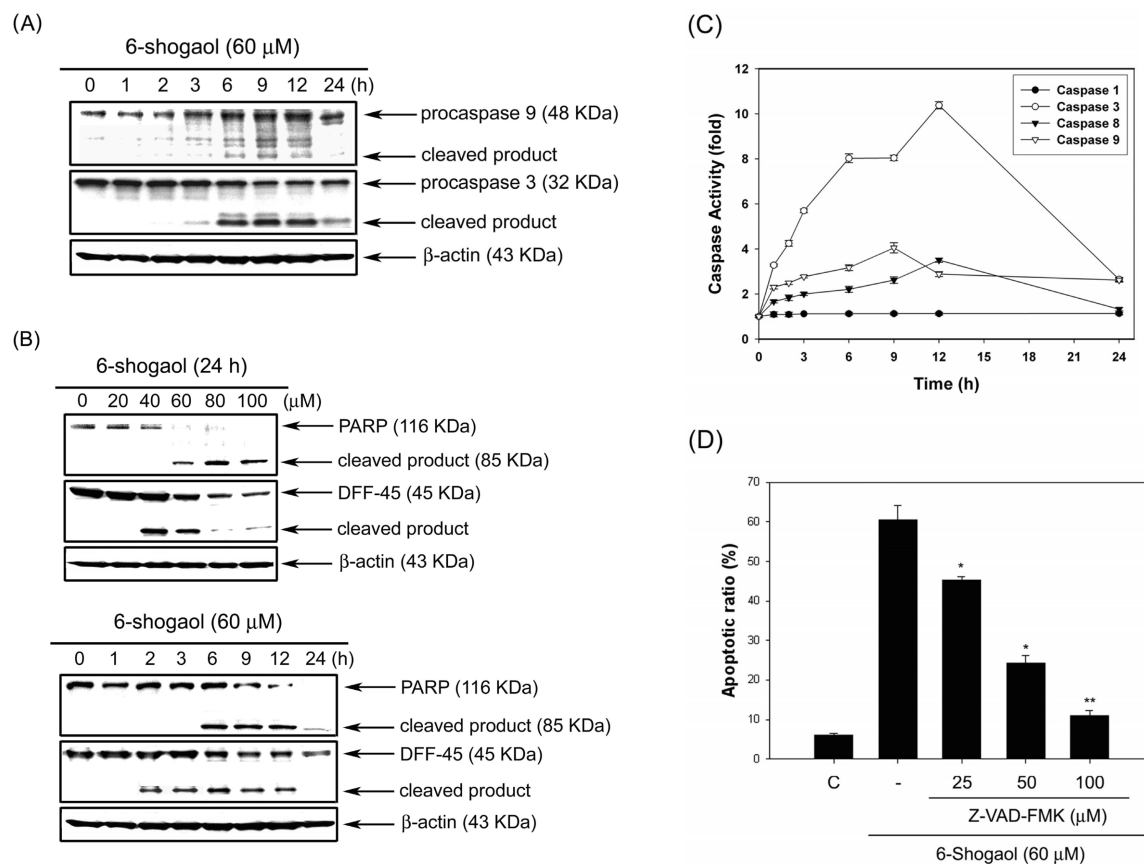 (A)
6-shogaol (60 μM)
0 1 2 3 6 9 12 24 (h)
procaspase 9 (48 KDa)
cleaved product
procaspase 3 (32 KDa)
cleaved product
β-actin (43 KDa)
(B)
6-shogaol (24 h)
0 20 40 60 80 100 (μM)
PARP (116 KDa)
cleaved product (85 KDa)
DFF-45 (45 KDa)
cleaved product
β-actin (43 KDa)
6-shogaol (60 μM)
0 1 2 3 6 9 12 24 (h)
PARP (116 KDa)
cleaved product (85 KDa)
DFF-45 (45 KDa)
cleaved product
β-actin (43 KDa)
(C)
Caspase Activity (fold)
12
10
8
6
4
2
0
Caspase 1
Caspase 3
Caspase 8
Caspase 9
0 3 6 9 12 15 18 21 24
Time (h)
(D)
Apoptotic ratio (%)
70
60
50
40
30
20
10
0
*
*
**
C - 25 50 100
Z-VAD-FMK (μM)
6-Shogaol (60 μM)